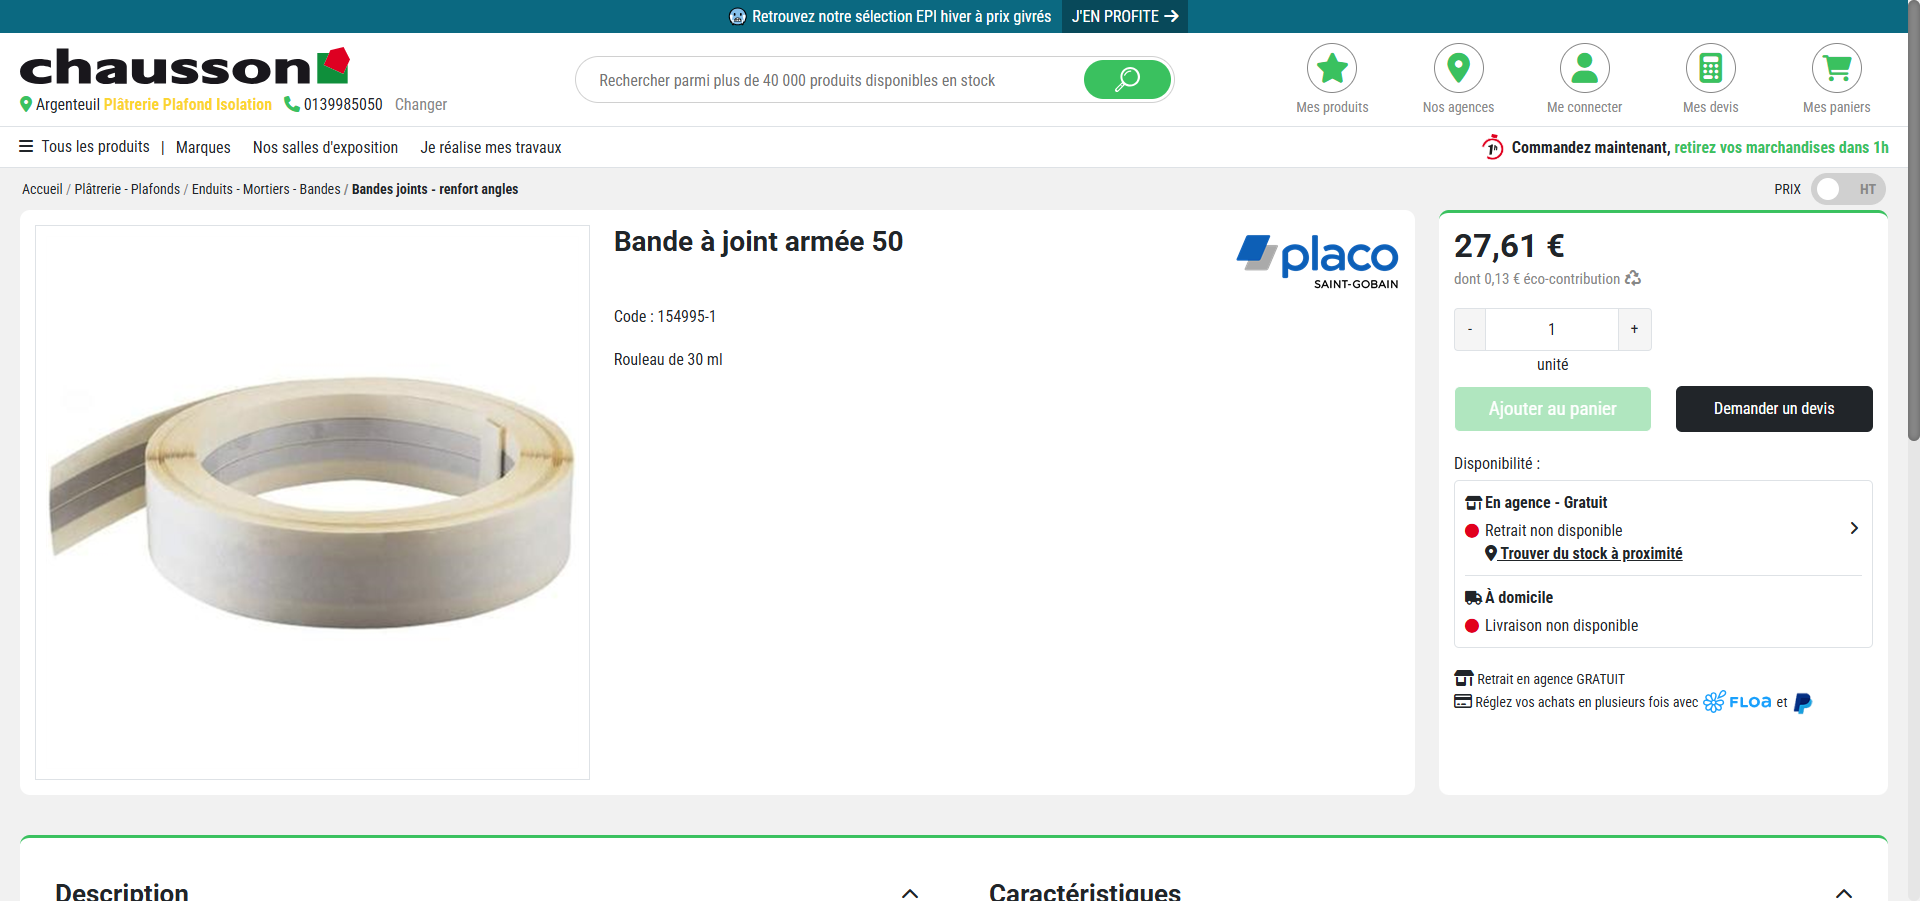 Retrouvez notre sélection EPI hiver à prix givrés J'EN PROFITE
chausson
Argenteuil Plâtrerie Plafond Isolation 0139985050 Changer
Rechercher parmi plus de 40 000 produits disponibles en stock
Mes produits
Nos agences
Me connecter
Mes devis
Mes paniers
Tous les produits | Marques Nos salles d'exposition Je réalise mes travaux
1h Commandez maintenant, retirez vos marchandises dans 1h
Accueil / Plâtrerie - Plafonds / Enduits - Mortiers - Bandes / Bandes joints - renfort angles
PRIX HT
Bande à joint armée 50
placo
SAINT-GOBAIN
Code : 154995-1
Rouleau de 30 ml
27,61 €
dont 0,13 € éco-contribution
- 1 +
unité
Ajouter au panier
Demander un devis
Disponibilité :
En agence - Gratuit
Retrait non disponible
Trouver du stock à proximité
À domicile
Livraison non disponible
Retrait en agence GRATUIT
Réglez vos achats en plusieurs fois avec FLOA et
Description
Caractéristiques